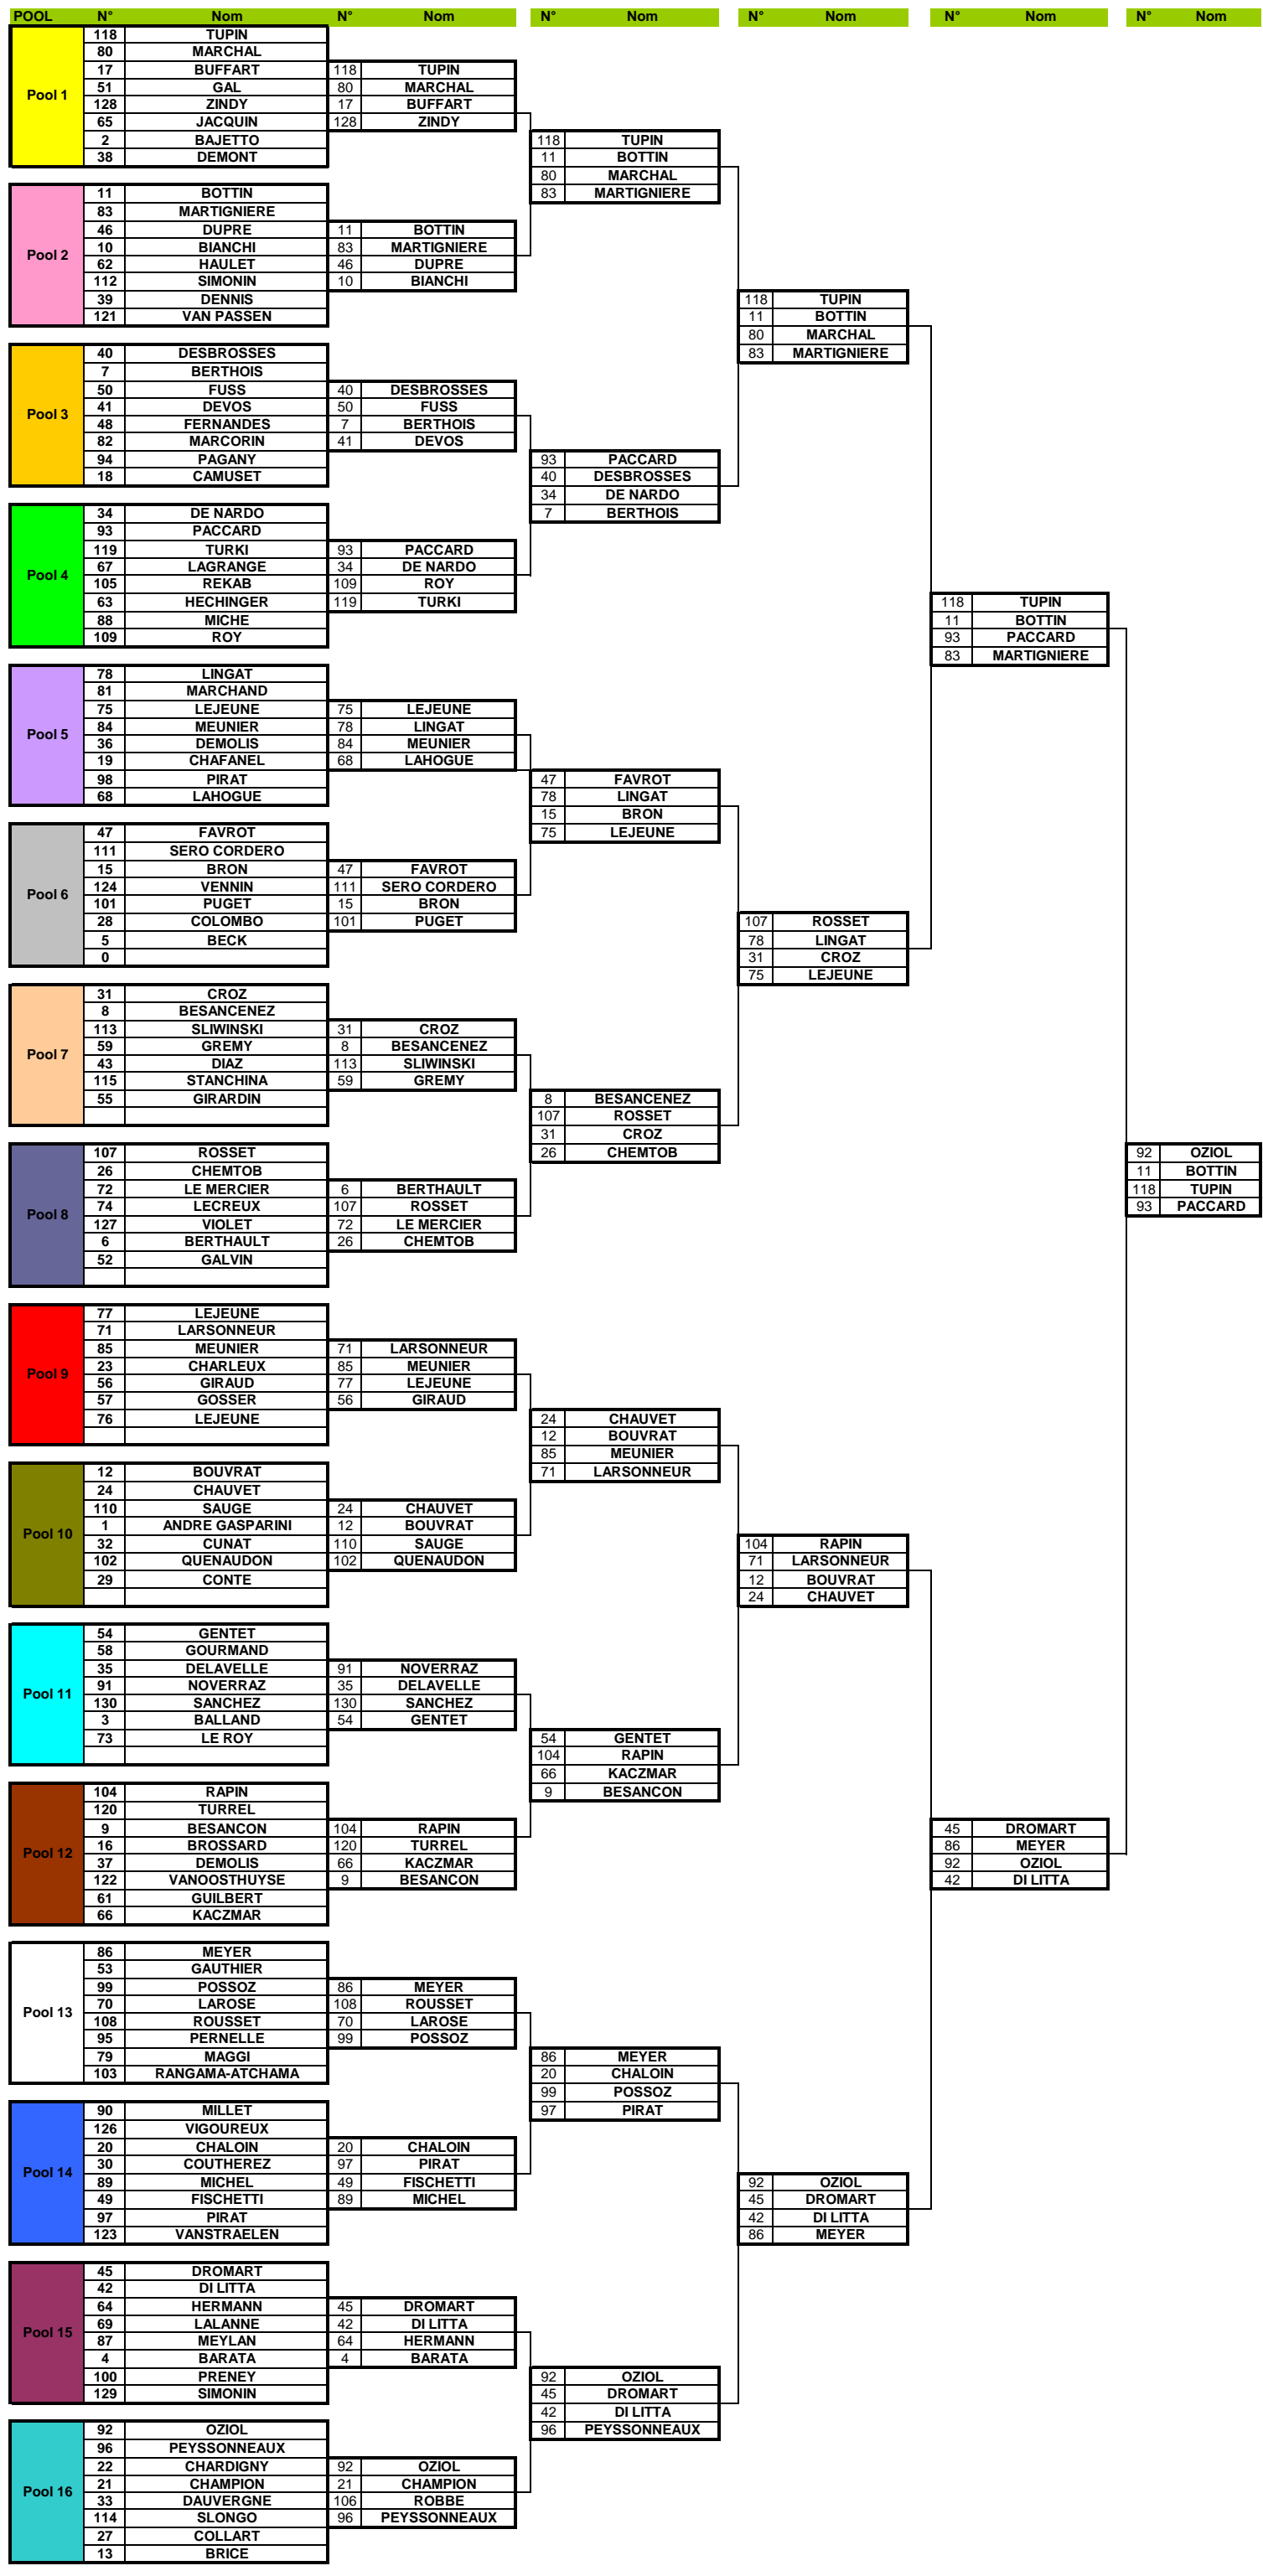 POOL N° Nom N° Nom N° Nom N° Nom N° Nom N° Nom
Pool 1
118 TUPIN
80 MARCHAL
17 BUFFART
51 GAL
128 ZINDY
65 JACQUIN
2 BAJETTO
38 DEMONT
Pool 2
11 BOTTIN
83 MARTIGNIERE
46 DUPRE
10 BIANCHI
62 HAULET
112 SIMONIN
39 DENNIS
121 VAN PASSEN
Pool 3
40 DESBROSSES
7 BERTHOIS
50 FUSS
41 DEVOS
48 FERNANDES
82 MARCORIN
94 PAGANY
18 CAMUSET
Pool 4
34 DE NARDO
93 PACCARD
119 TURKI
67 LAGRANGE
105 REKAB
63 HECHINGER
88 MICHE
109 ROY
Pool 5
78 LINGAT
81 MARCHAND
75 LEJEUNE
84 MEUNIER
36 DEMOLIS
19 CHAFANEL
98 PIRAT
68 LAHOGUE
Pool 6
47 FAVROT
111 SERO CORDERO
15 BRON
124 VENNIN
101 PUGET
28 COLOMBO
5 BECK
0
Pool 7
31 CROZ
8 BESANCENEZ
113 SLIWINSKI
59 GREMY
43 DIAZ
115 STANCHINA
55 GIRARDIN
Pool 8
107 ROSSET
26 CHEMTOB
72 LE MERCIER
74 LECREUX
127 VIOLET
6 BERTHAULT
52 GALVIN
Pool 9
77 LEJEUNE
71 LARSONNEUR
85 MEUNIER
23 CHARLEUX
56 GIRAUD
57 GOSSER
76 LEJEUNE
Pool 10
12 BOUVRAT
24 CHAUVET
110 SAUGE
1 ANDRE GASPARINI
32 CUNAT
102 QUENAUDON
29 CONTE
Pool 11
54 GENTET
58 GOURMAND
35 DELAVELLE
91 NOVERRAZ
130 SANCHEZ
3 BALLAND
73 LE ROY
Pool 12
104 RAPIN
120 TURREL
9 BESANCON
16 BROSSARD
37 DEMOLIS
122 VANOOSTHUYSE
61 GUILBERT
66 KACZMAR
Pool 13
86 MEYER
53 GAUTHIER
99 POSSOZ
70 LAROSE
108 ROUSSET
95 PERNELLE
79 MAGGI
103 RANGAMA-ATCHAMA
Pool 14
90 MILLET
126 VIGOUREUX
20 CHALOIN
30 COUTHEREZ
89 MICHEL
49 FISCHETTI
97 PIRAT
123 VANSTRAELEN
Pool 15
45 DROMART
42 DI LITTA
64 HERMANN
69 LALANNE
87 MEYLAN
4 BARATA
100 PRENEY
129 SIMONIN
Pool 16
92 OZIOL
96 PEYSSONNEAUX
22 CHARDIGNY
21 CHAMPION
33 DAUVERGNE
114 SLONGO
27 COLLART
13 BRICE
118 TUPIN
80 MARCHAL
17 BUFFART
128 ZINDY
11 BOTTIN
83 MARTIGNIERE
46 DUPRE
10 BIANCHI
40 DESBROSSES
50 FUSS
7 BERTHOIS
41 DEVOS
93 PACCARD
34 DE NARDO
109 ROY
119 TURKI
75 LEJEUNE
78 LINGAT
84 MEUNIER
68 LAHOGUE
47 FAVROT
111 SERO CORDERO
15 BRON
101 PUGET
31 CROZ
8 BESANCENEZ
113 SLIWINSKI
59 GREMY
6 BERTHAULT
107 ROSSET
72 LE MERCIER
26 CHEMTOB
71 LARSONNEUR
85 MEUNIER
77 LEJEUNE
56 GIRAUD
24 CHAUVET
12 BOUVRAT
110 SAUGE
102 QUENAUDON
91 NOVERRAZ
35 DELAVELLE
130 SANCHEZ
54 GENTET
104 RAPIN
120 TURREL
66 KACZMAR
9 BESANCON
86 MEYER
108 ROUSSET
70 LAROSE
99 POSSOZ
20 CHALOIN
97 PIRAT
49 FISCHETTI
89 MICHEL
45 DROMART
42 DI LITTA
64 HERMANN
4 BARATA
92 OZIOL
21 CHAMPION
106 ROBBE
96 PEYSSONNEAUX
118 TUPIN
11 BOTTIN
80 MARCHAL
83 MARTIGNIERE
93 PACCARD
40 DESBROSSES
34 DE NARDO
7 BERTHOIS
47 FAVROT
78 LINGAT
15 BRON
75 LEJEUNE
8 BESANCENEZ
107 ROSSET
31 CROZ
26 CHEMTOB
24 CHAUVET
12 BOUVRAT
85 MEUNIER
71 LARSONNEUR
54 GENTET
104 RAPIN
66 KACZMAR
9 BESANCON
86 MEYER
20 CHALOIN
99 POSSOZ
97 PIRAT
92 OZIOL
45 DROMART
42 DI LITTA
96 PEYSSONNEAUX
118 TUPIN
11 BOTTIN
80 MARCHAL
83 MARTIGNIERE
107 ROSSET
78 LINGAT
31 CROZ
75 LEJEUNE
104 RAPIN
71 LARSONNEUR
12 BOUVRAT
24 CHAUVET
92 OZIOL
45 DROMART
42 DI LITTA
86 MEYER
118 TUPIN
11 BOTTIN
93 PACCARD
83 MARTIGNIERE
45 DROMART
86 MEYER
92 OZIOL
42 DI LITTA
92 OZIOL
11 BOTTIN
118 TUPIN
93 PACCARD